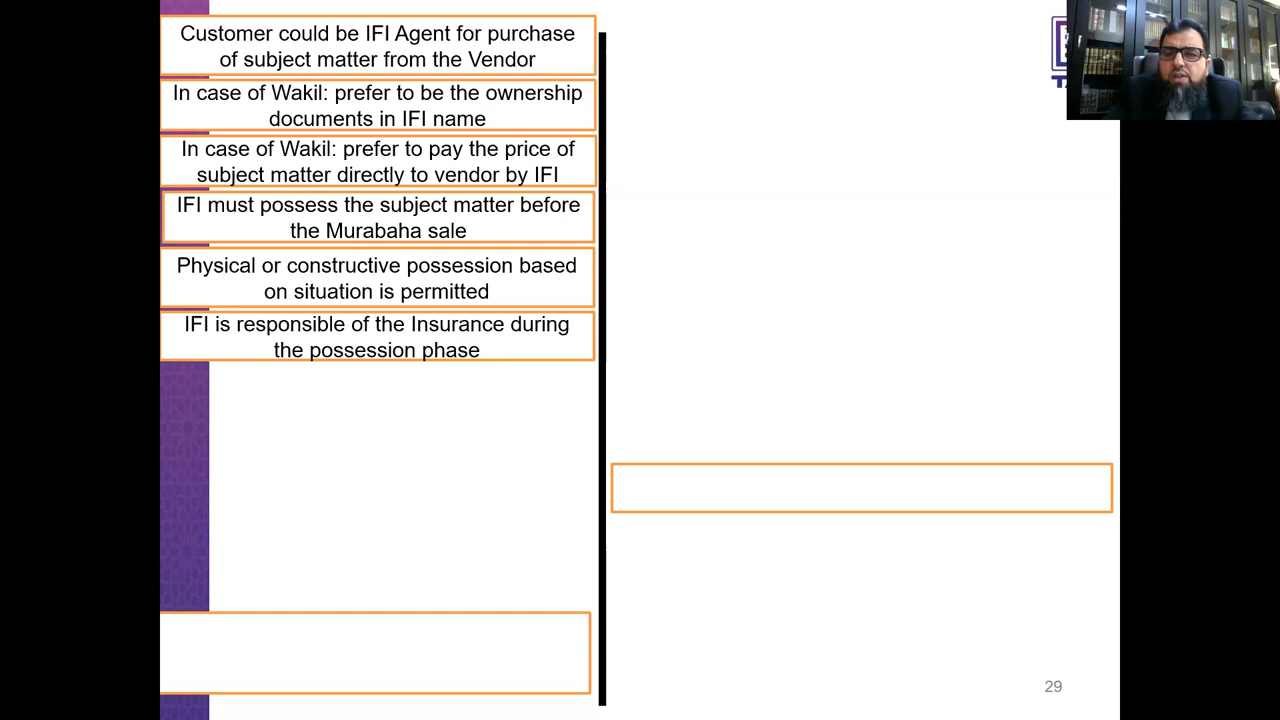 Customer could be IFI Agent for purchase
of subject matter from the Vendor
In case of Wakil: prefer to be the ownership
documents in IFI name
In case of Wakil: prefer to pay the price of
subject matter directly to vendor by IFI
IFI must possess the subject matter before
the Murabaha sale
Physical or constructive possession based
on situation is permitted
IFI is responsible of the Insurance during
the possession phase
29